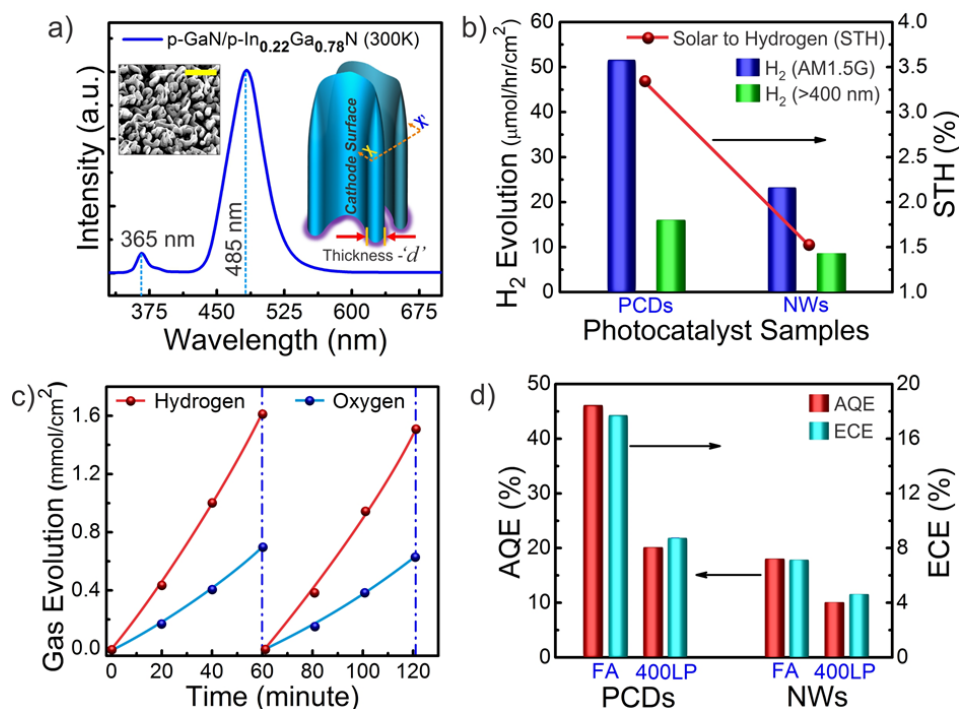 a)
p-GaN/p-In0.22Ga0.78N (300K)
Intensity (a.u.)
365 nm
485 nm
Cathode Surface
X
X'
Thickness -'d'
375 450 525 600 675
Wavelength (nm)
b)
Solar to Hydrogen (STH)
H2 (AM1.5G)
H2 (>400 nm)
H2 Evolution (μmol/hr/cm2)
60
50
40
30
20
10
0
STH (%)
4.0
3.5
3.0
2.5
2.0
1.5
1.0
PCDs NWs
Photocatalyst Samples
c)
Hydrogen Oxygen
Gas Evolution (mmol/cm2)
1.6
1.2
0.8
0.4
0.0
0 20 40 60 80 100 120
Time (minute)
d)
AQE
ECE
AQE (%)
50
40
30
20
10
0
ECE (%)
20
16
12
8
4
0
FA 400LP FA 400LP
PCDs NWs